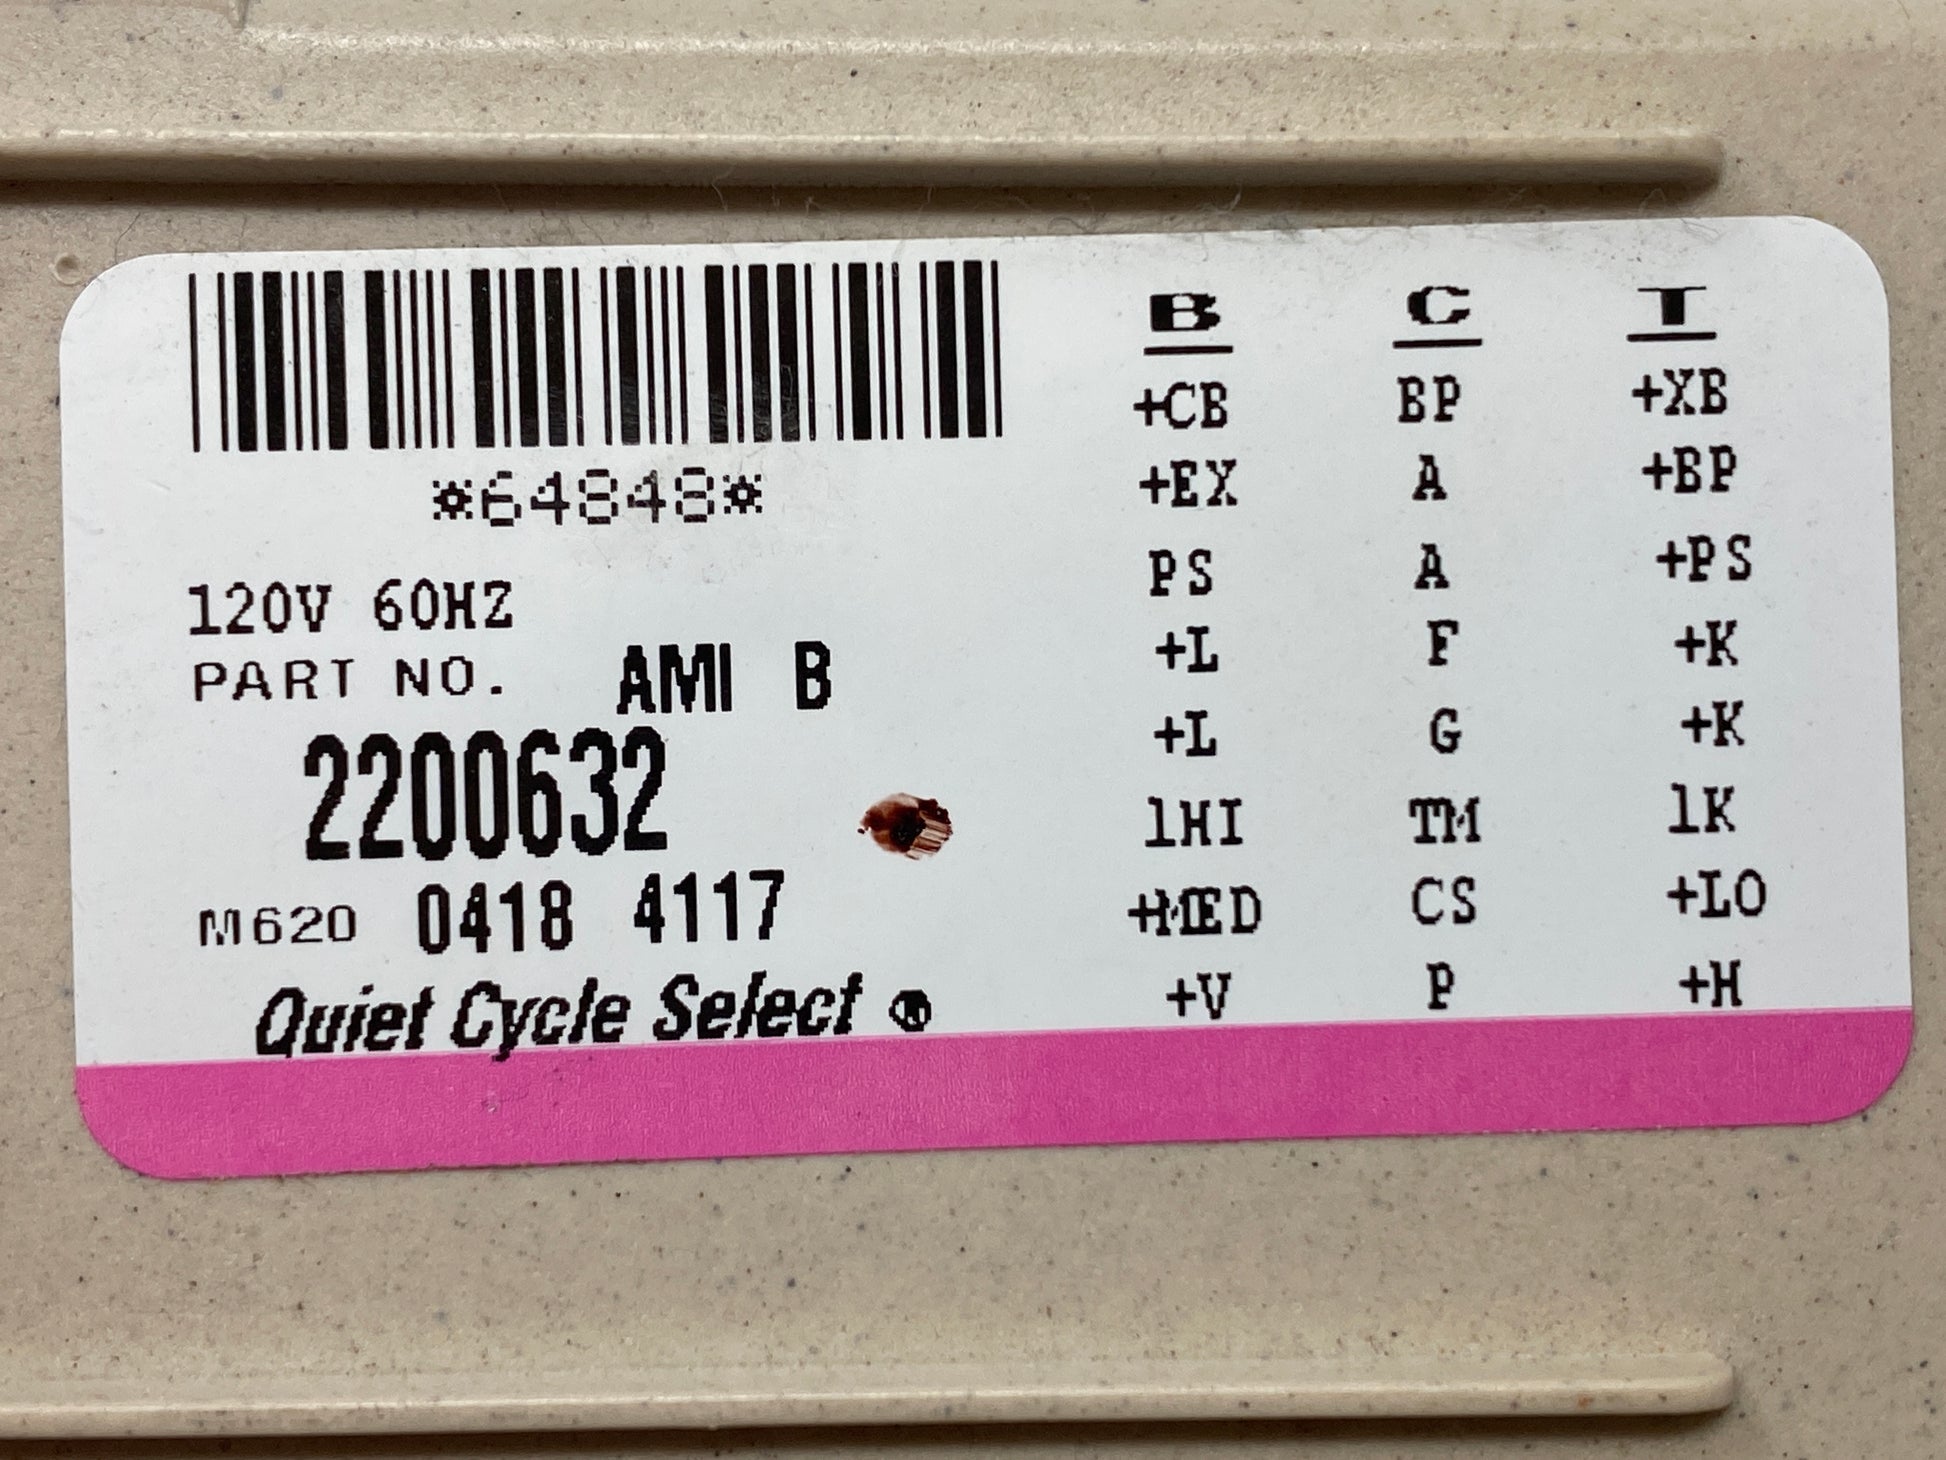 *64848*
120V 60HZ
PART NO. AMI B
2200632
M620 0418 4117
Quiet Cycle Select
B C T
+CB BP +XB
+EX A +BP
PS A +PS
+L F +K
+L G +K
1HI TM 1K
+MED CS +LO
+V P +H